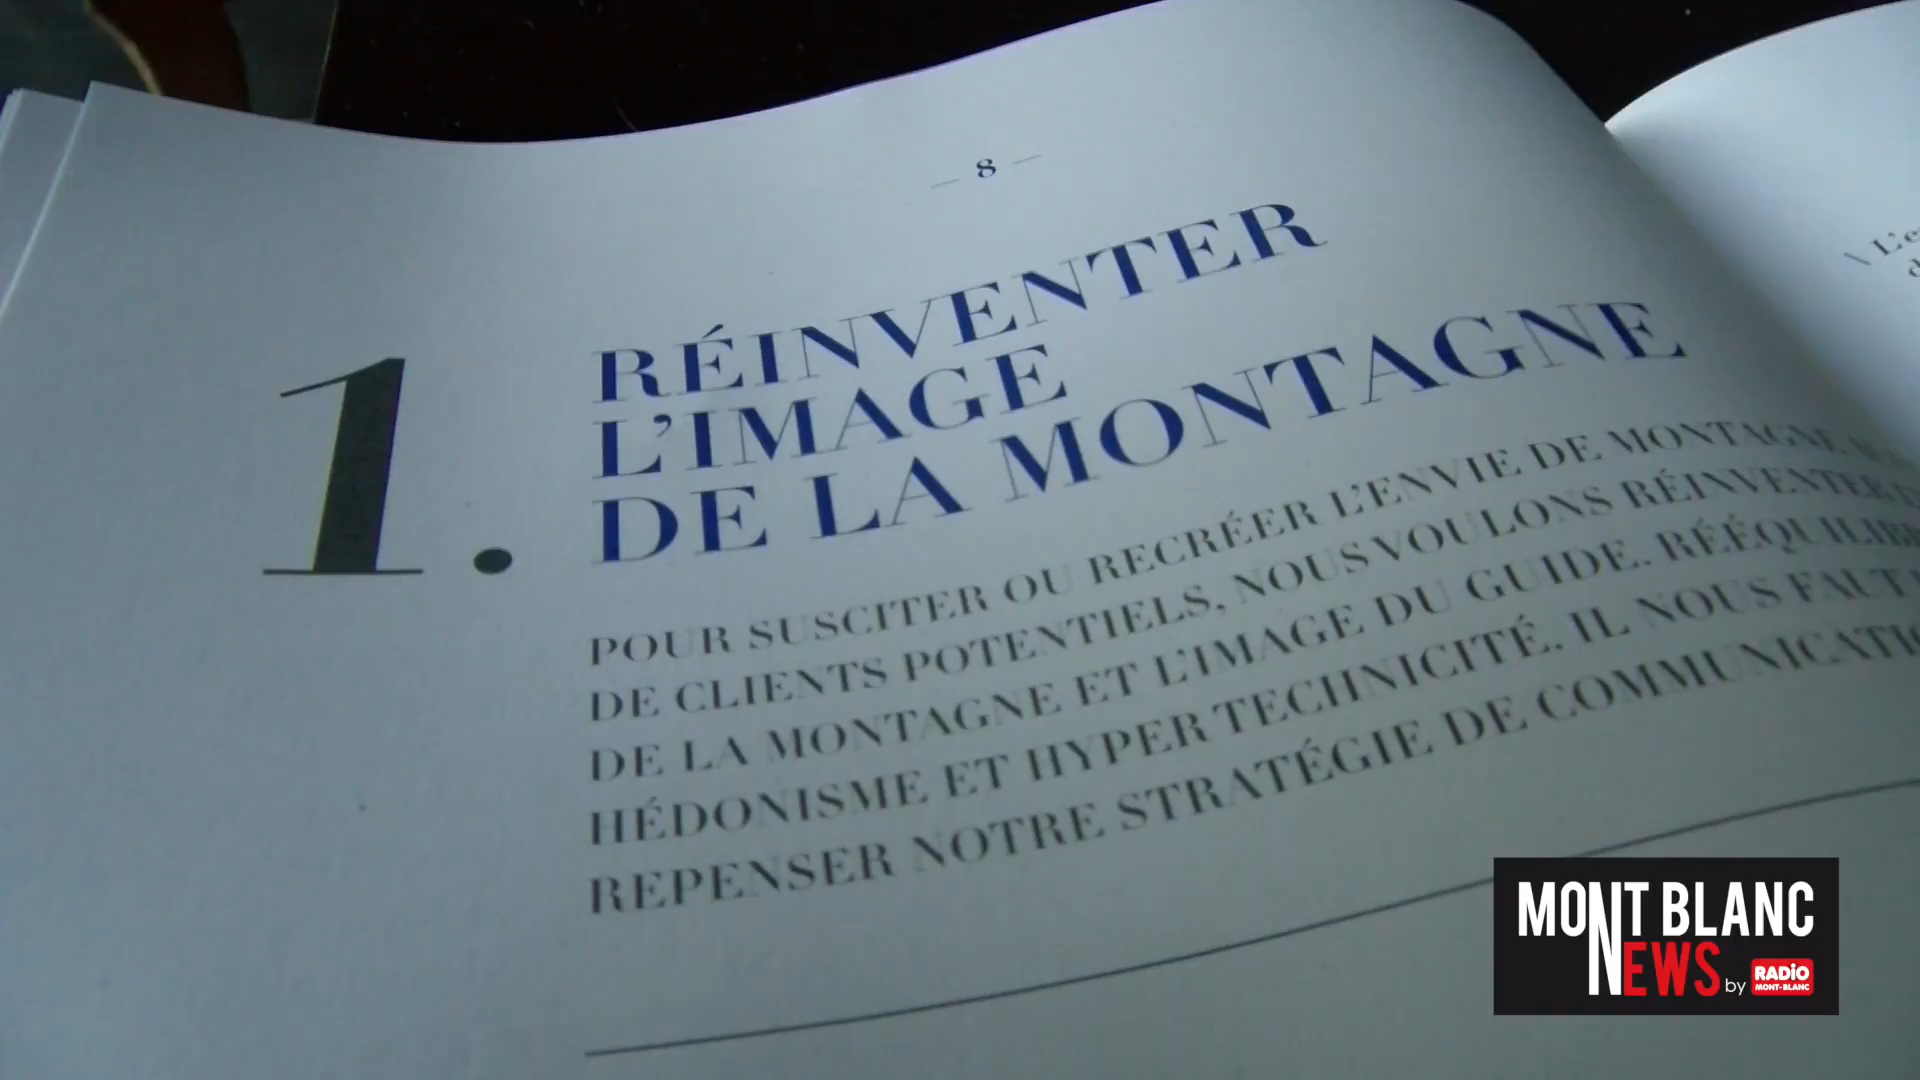 — 8 —
1.
RÉINVENTER
L'IMAGE
DE LA MONTAGNE
POUR SUSCITER OU RECRÉER L'ENVIE DE MONTAGNE
DE CLIENTS POTENTIELS, NOUS VOULONS RÉINVENTER
DE LA MONTAGNE ET L'IMAGE DU GUIDE. RÉÉQUILIBR
HÉDONISME ET HYPER TECHNICITÉ. IL NOUS FAUT
REPENSER NOTRE STRATÉGIE DE COMMUNICATIO
\ L'e
d
MONT BLANC
NEWS by RADIO
MONT-BLANC